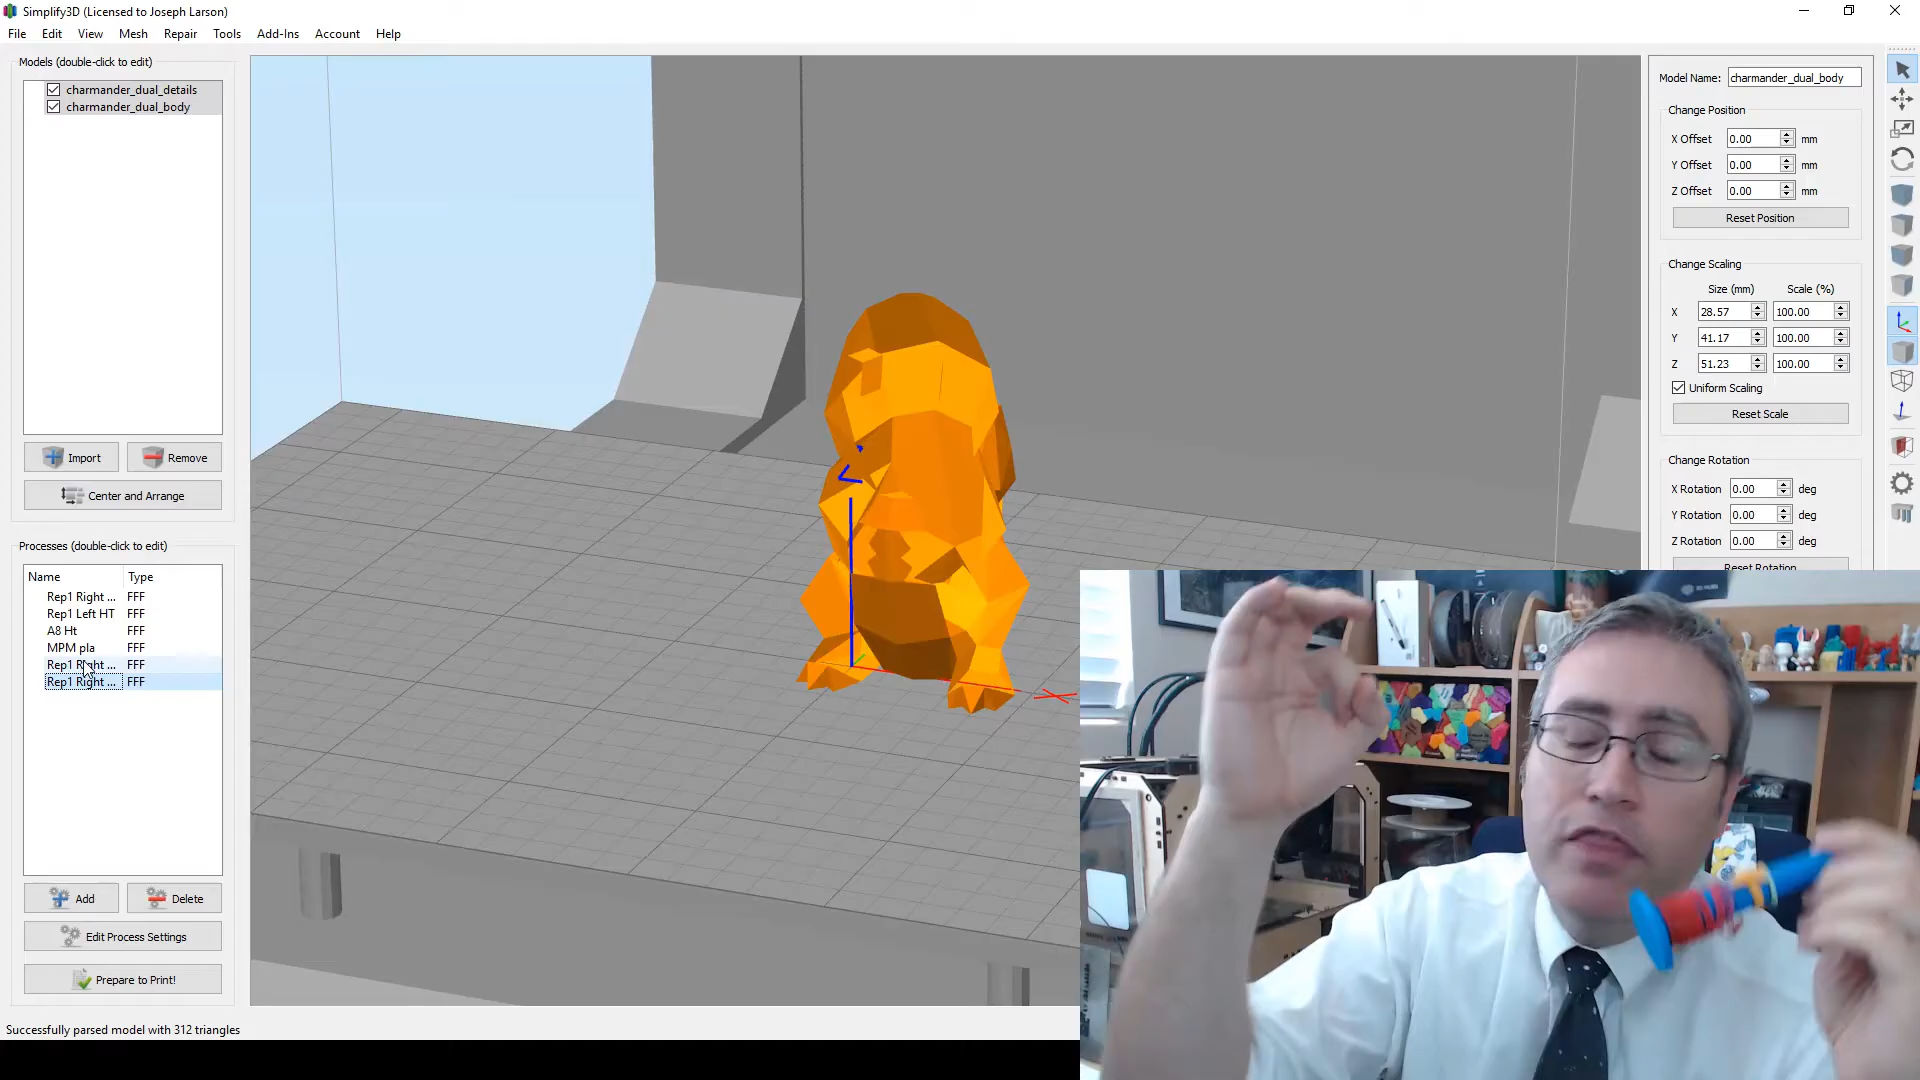 Simplify3D (Licensed to Joseph Larson)
File Edit View Mesh Repair Tools Add-Ins Account Help
Models (double-click to edit)
charmander_dual_details
charmander_dual_body
Import Remove
Center and Arrange
Processes (double-click to edit)
Name Type
Rep1 Right ... FFF
Rep1 Left HT FFF
A8 Ht FFF
MPM pla FFF
Rep1 Right ... FFF
Rep1 Right ... FFF
Add Delete
Edit Process Settings
Prepare to Print!
Successfully parsed model with 312 triangles
Model Name: charmander_dual_body
Change Position
X Offset 0.00 mm
Y Offset 0.00 mm
Z Offset 0.00 mm
Reset Position
Change Scaling
Size (mm) Scale (%)
X 28.57 100.00
Y 41.17 100.00
Z 51.23 100.00
Uniform Scaling
Reset Scale
Change Rotation
X Rotation 0.00 deg
Y Rotation 0.00 deg
Z Rotation 0.00 deg
Reset Rotation